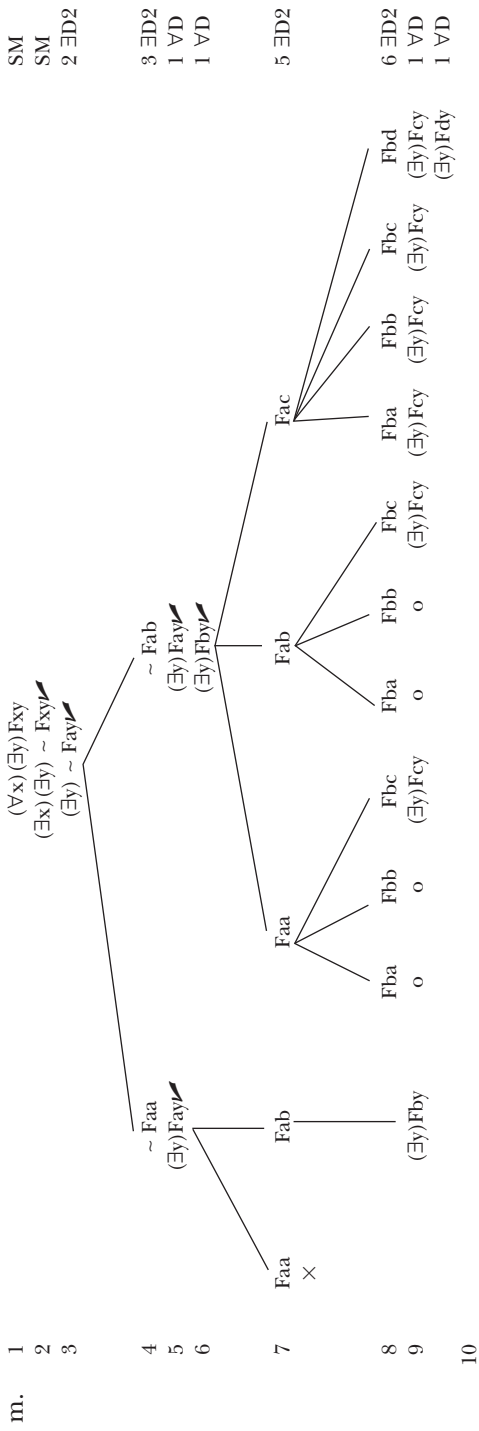 m. 1 (∀x)(∃y)Fxy SM
2 (∃x)(∃y) ~ Fxy✔ SM
3 (∃y) ~ Fay✔ 2 ∃D2
4 ~ Faa ~ Fab 3 ∃D2
5 (∃y)Fay✔ (∃y)Fay✔ 1 ∀D
6 (∃y)Fby✔ 1 ∀D
7 Faa Fab Faa Fab Fac 5 ∃D2
×
8 Fba Fbb Fbc Fba Fbb Fbc Fba Fbb Fbc Fbd 6 ∃D2
9 (∃y)Fby o o (∃y)Fcy o o (∃y)Fcy (∃y)Fcy (∃y)Fcy (∃y)Fcy (∃y)Fcy 1 ∀D
10 (∃y)Fdy 1 ∀D